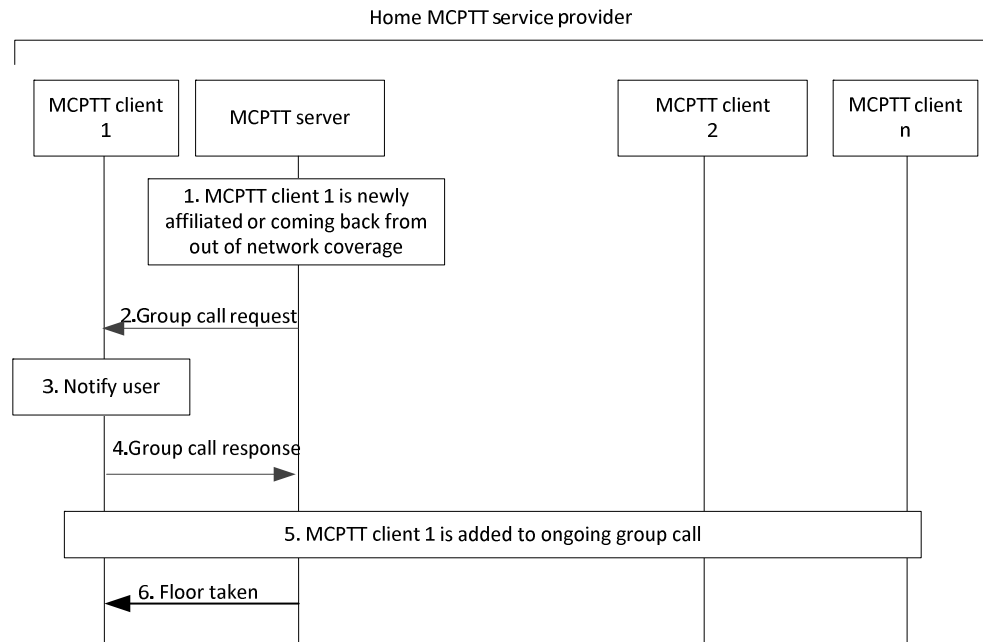 Home MCPTT service provider
MCPTT client
1
MCPTT server
MCPTT client
2
MCPTT client
n
1. MCPTT client 1 is newly
affiliated or coming back from
out of network coverage
2.Group call request
3. Notify user
4.Group call response
5. MCPTT client 1 is added to ongoing group call
6. Floor taken